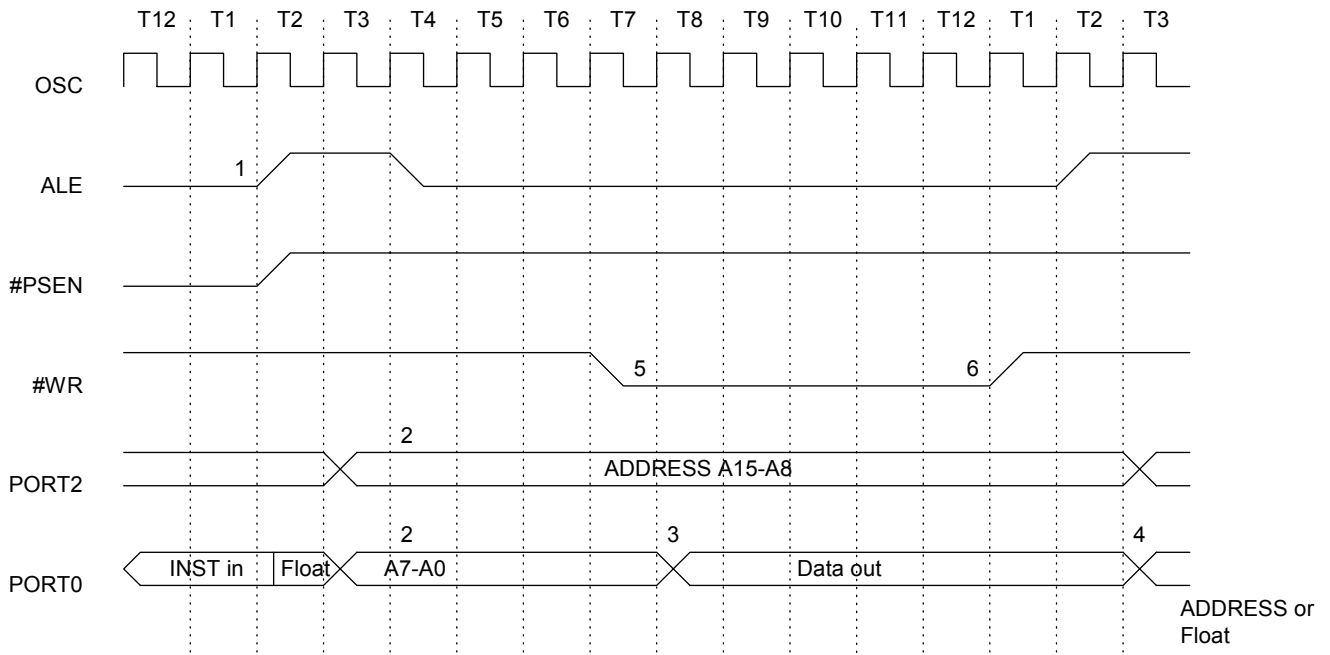 T12 T1 T2 T3 T4 T5 T6 T7 T8 T9 T10 T11 T12 T1 T2 T3
OSC
1
ALE
#PSEN
5 6
#WR
2
ADDRESS A15-A8
PORT2
2 3 4
INST in Float A7-A0 Data out
PORT0
ADDRESS or
Float